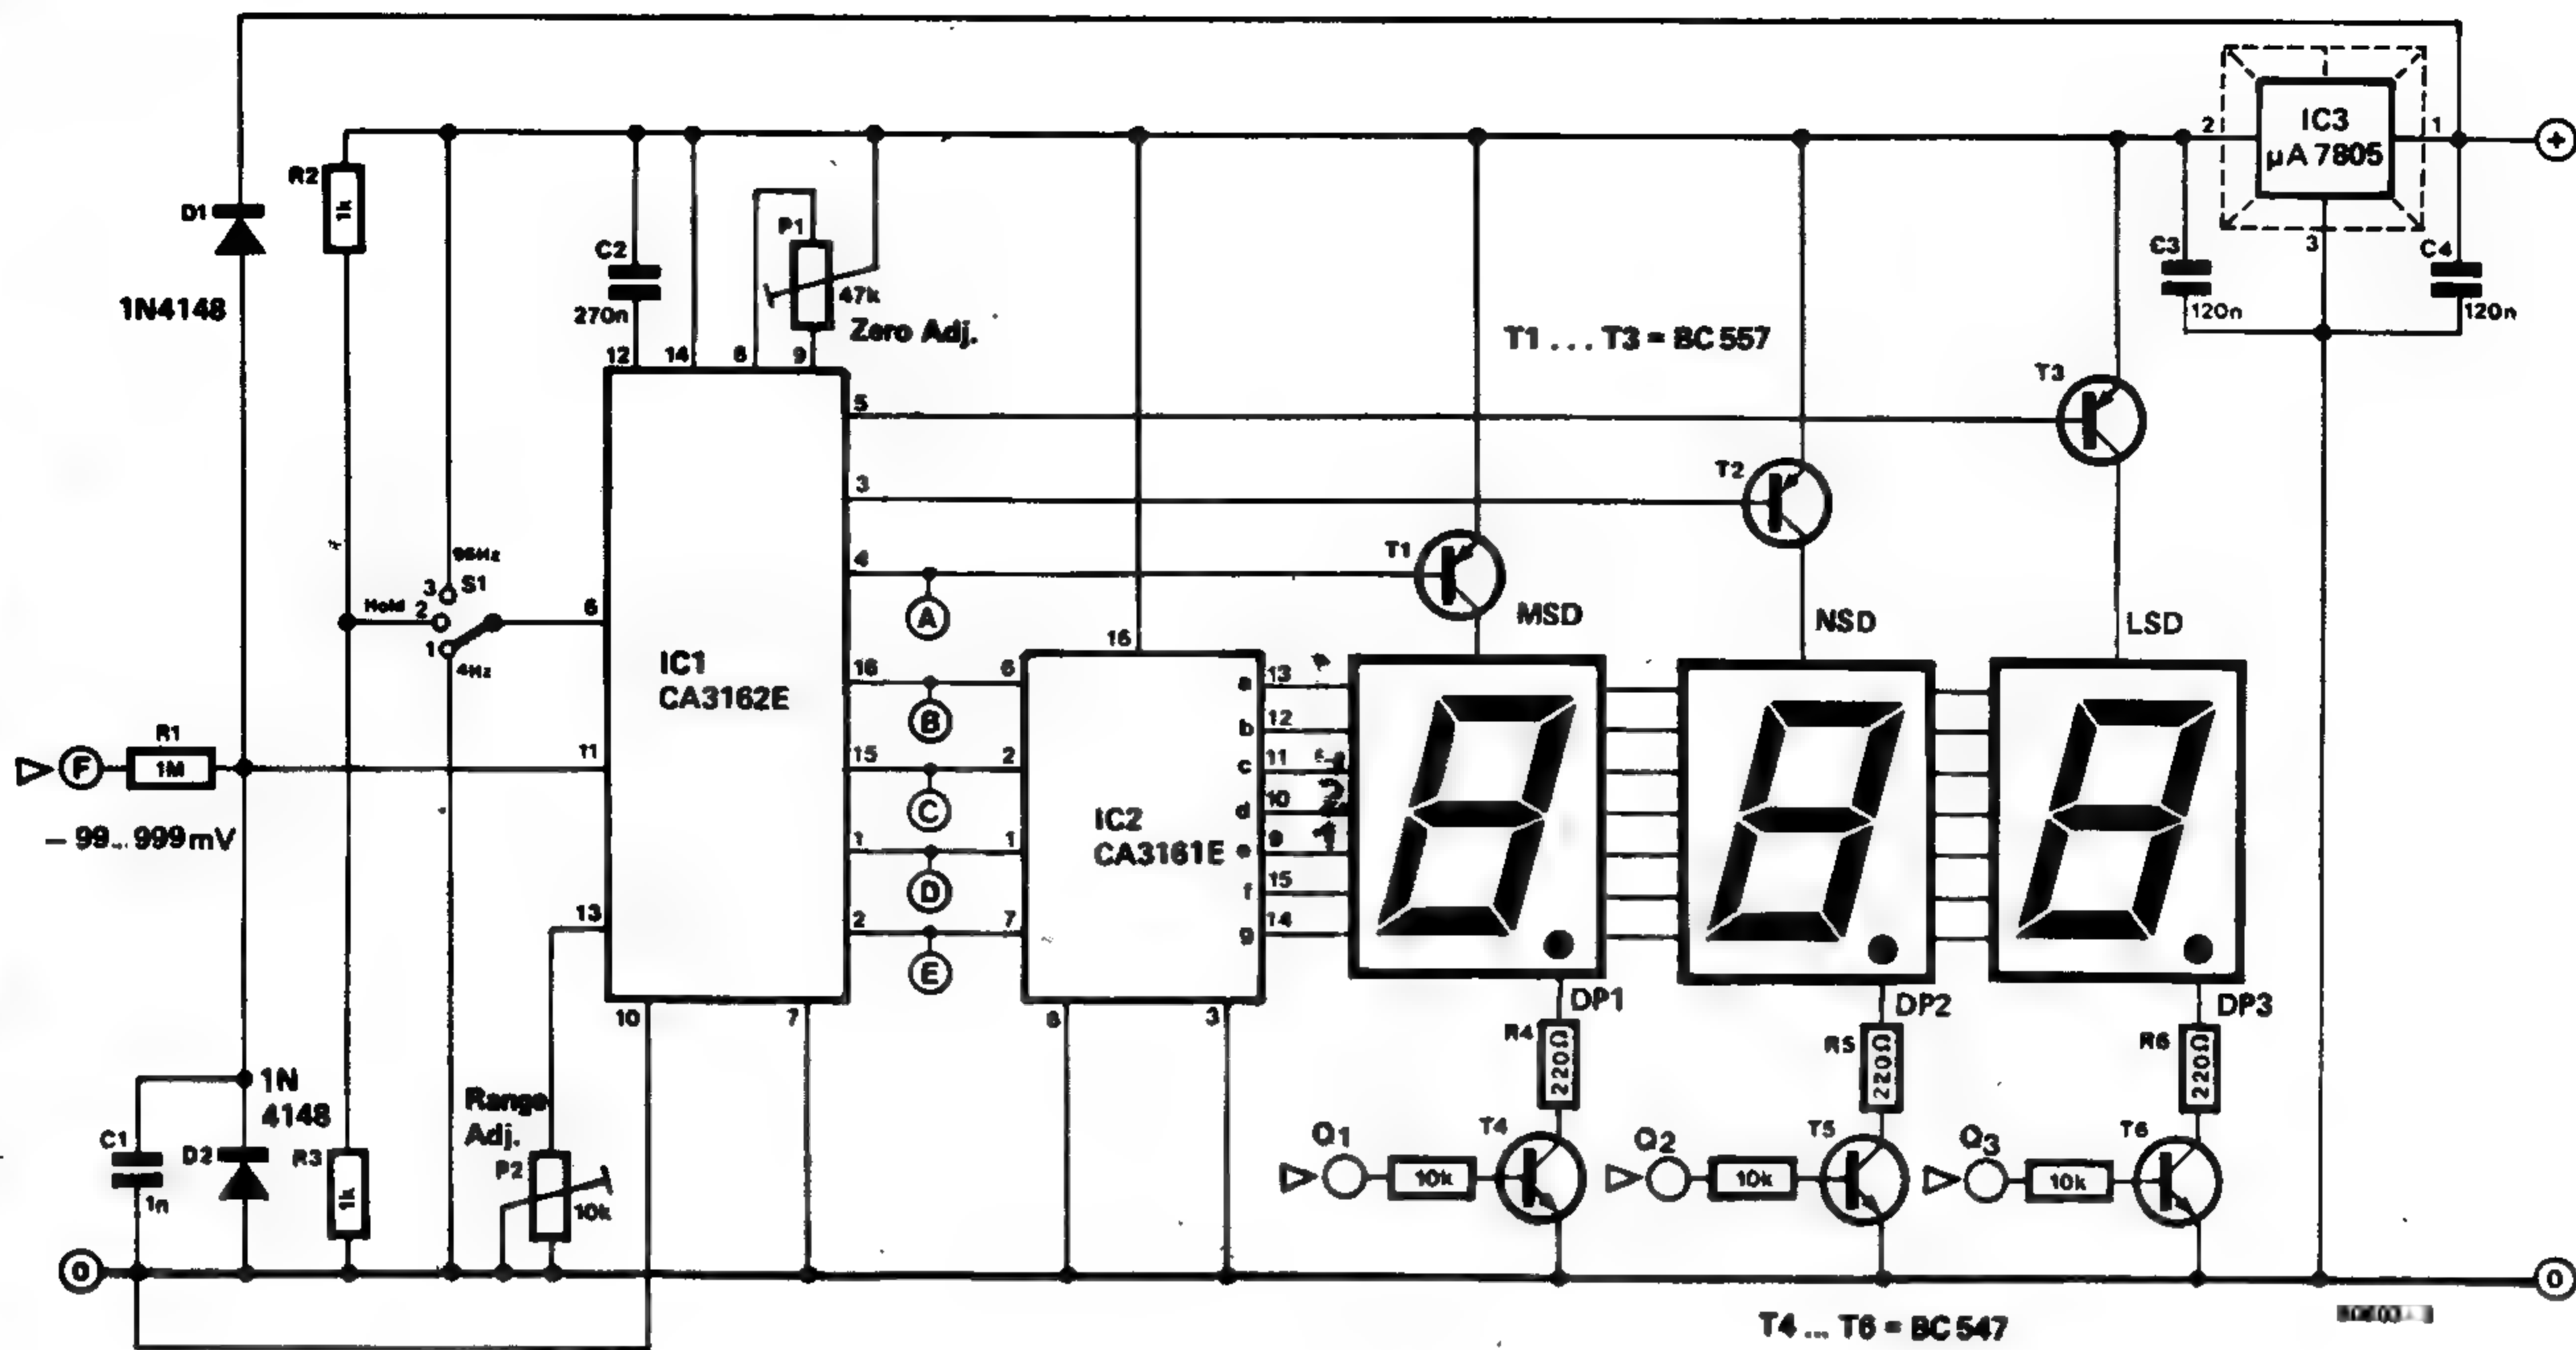 IC3
µA 7805
2
1
3
+
R2
1k
D1
1N4148
C2
270n
P1
47k
Zero Adj.
C3
120n
C4
120n
12
14
8
9
T1 ... T3 = BC 557
T3
5
T2
3
T1
4
MSD
NSD
LSD
96Hz
S1
3
Hold
2
1
4Hz
6
A
IC1
CA3162E
16
6
B
15
2
C
1
1
D
2
7
E
16
IC2
CA3161E
a
13
b
12
c
11
d
10
2
e
9
1
f
15
g
14
F
R1
1M
11
− 99...999 mV
13
10
7
8
3
DP1
DP2
DP3
R4
220Ω
R5
220Ω
R6
220Ω
1N
4148
C1
1n
D2
R3
1k
Range
Adj.
P2
10k
Q1
10k
T4
Q2
10k
T5
Q3
10k
T6
0
0
T4 ... T6 = BC 547